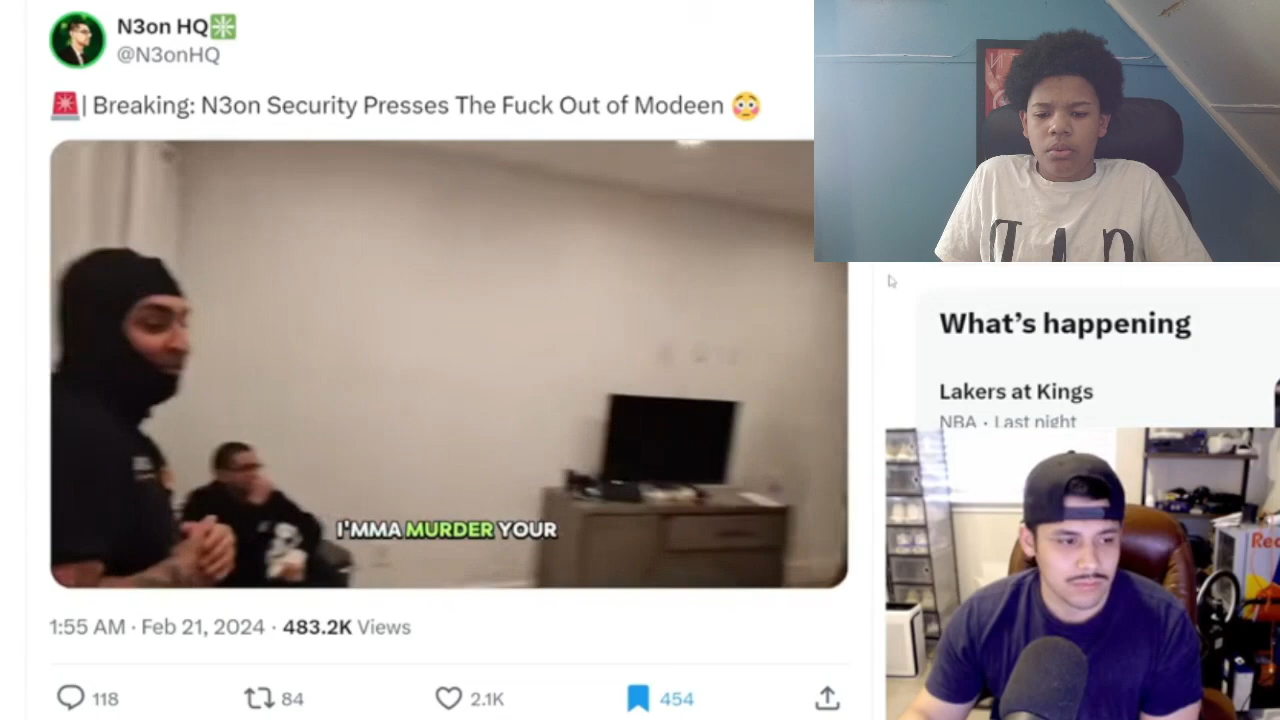 N3on HQ
@N3onHQ
🚨| Breaking: N3on Security Presses The Fuck Out of Modeen 😳
I'MMA MURDER YOUR
1:55 AM · Feb 21, 2024 · 483.2K Views
118
84
2.1K
454
What's happening
Lakers at Kings
NBA · Last night